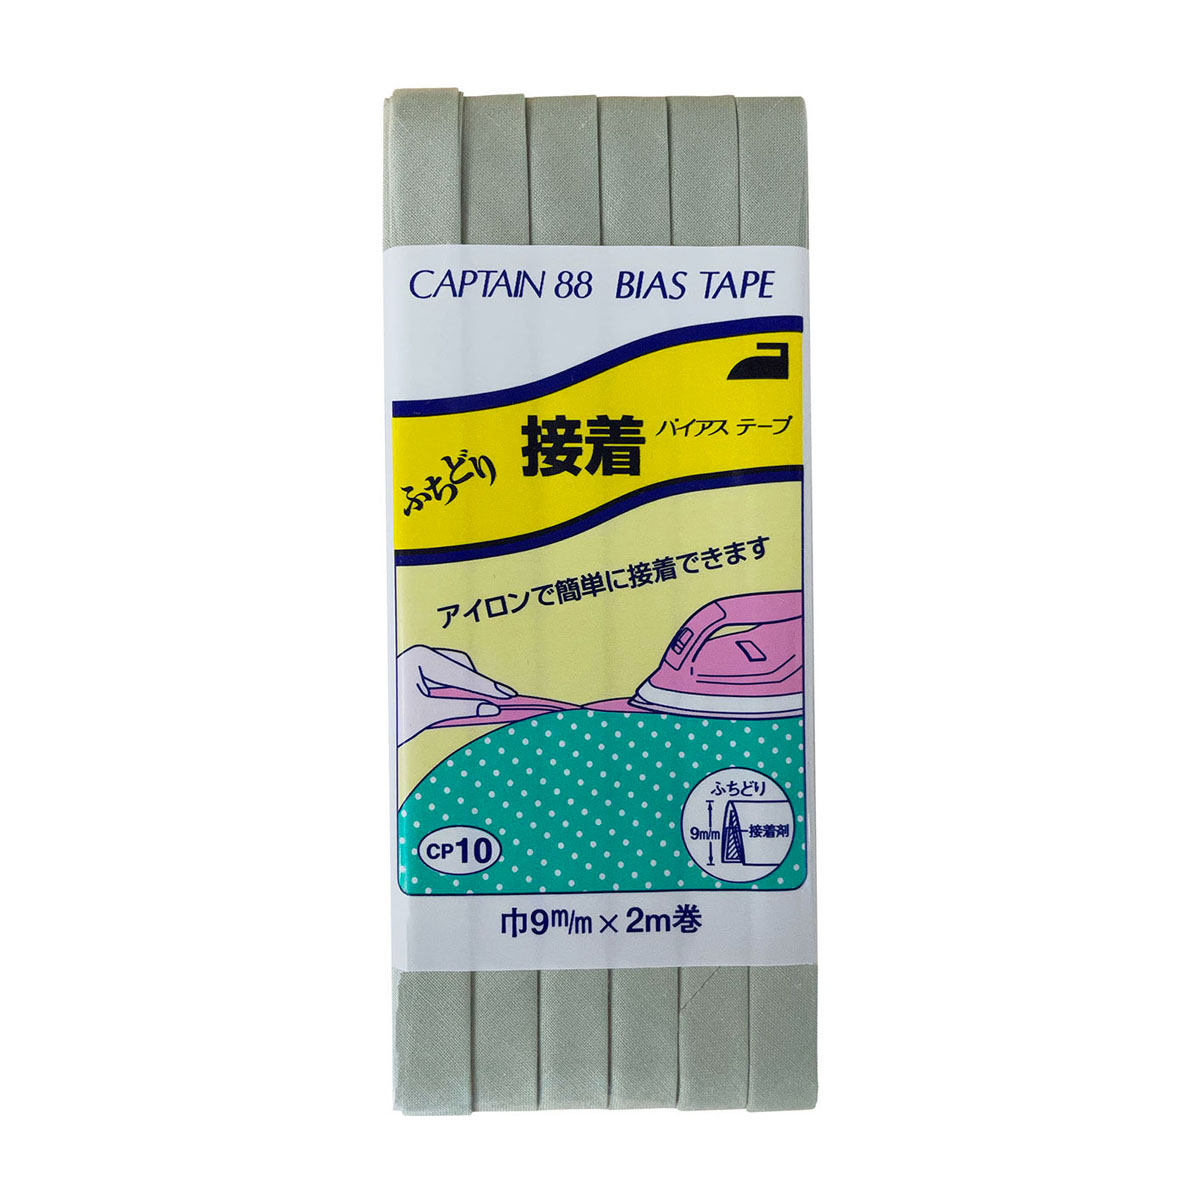 CAPTAIN 88 BIAS TAPE
ふちどり 接着 バイアス テープ
アイロンで簡単に接着できます
ふちどり
9m/m
接着剤
CP10
巾9m/m×2m巻